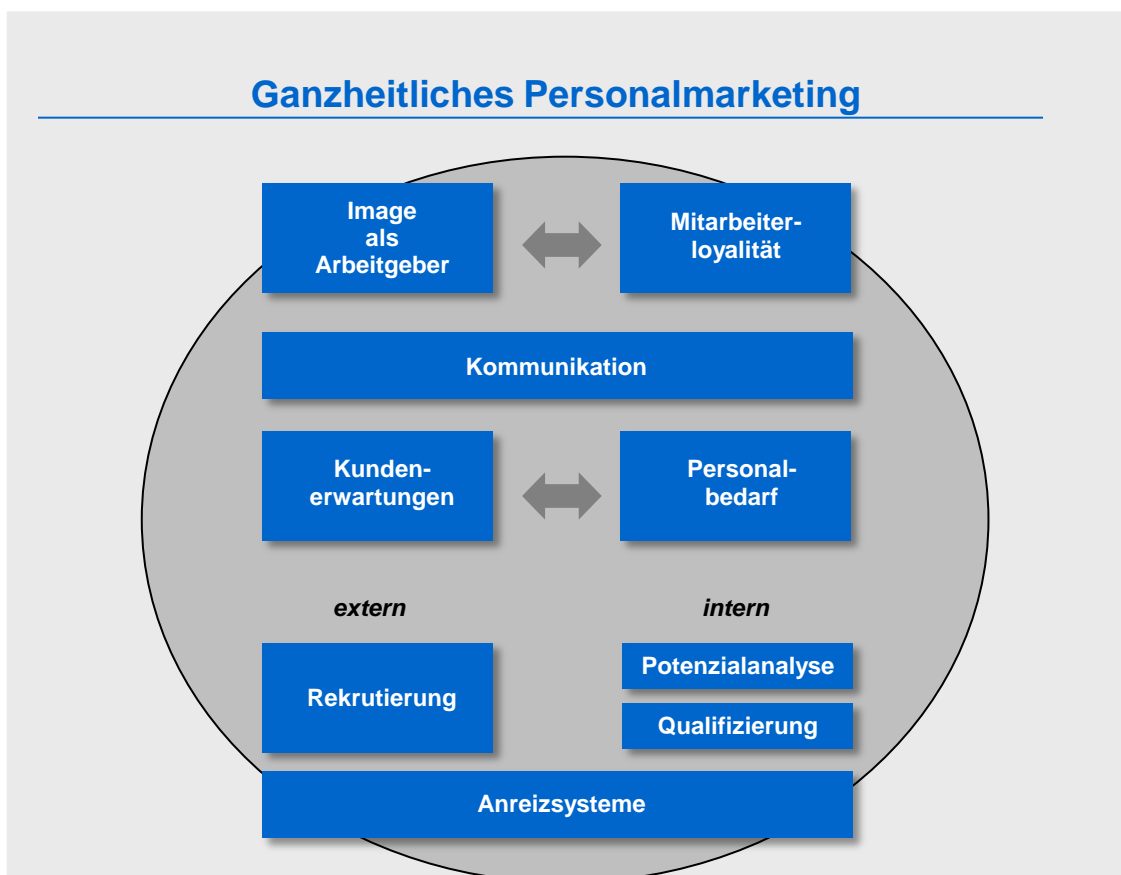 Ganzheitliches Personalmarketing
Image
als
Arbeitgeber
Mitarbeiter-
loyalität
Kommunikation
Kunden-
erwartungen
Personal-
bedarf
extern
intern
Rekrutierung
Potenzialanalyse
Qualifizierung
Anreizsysteme